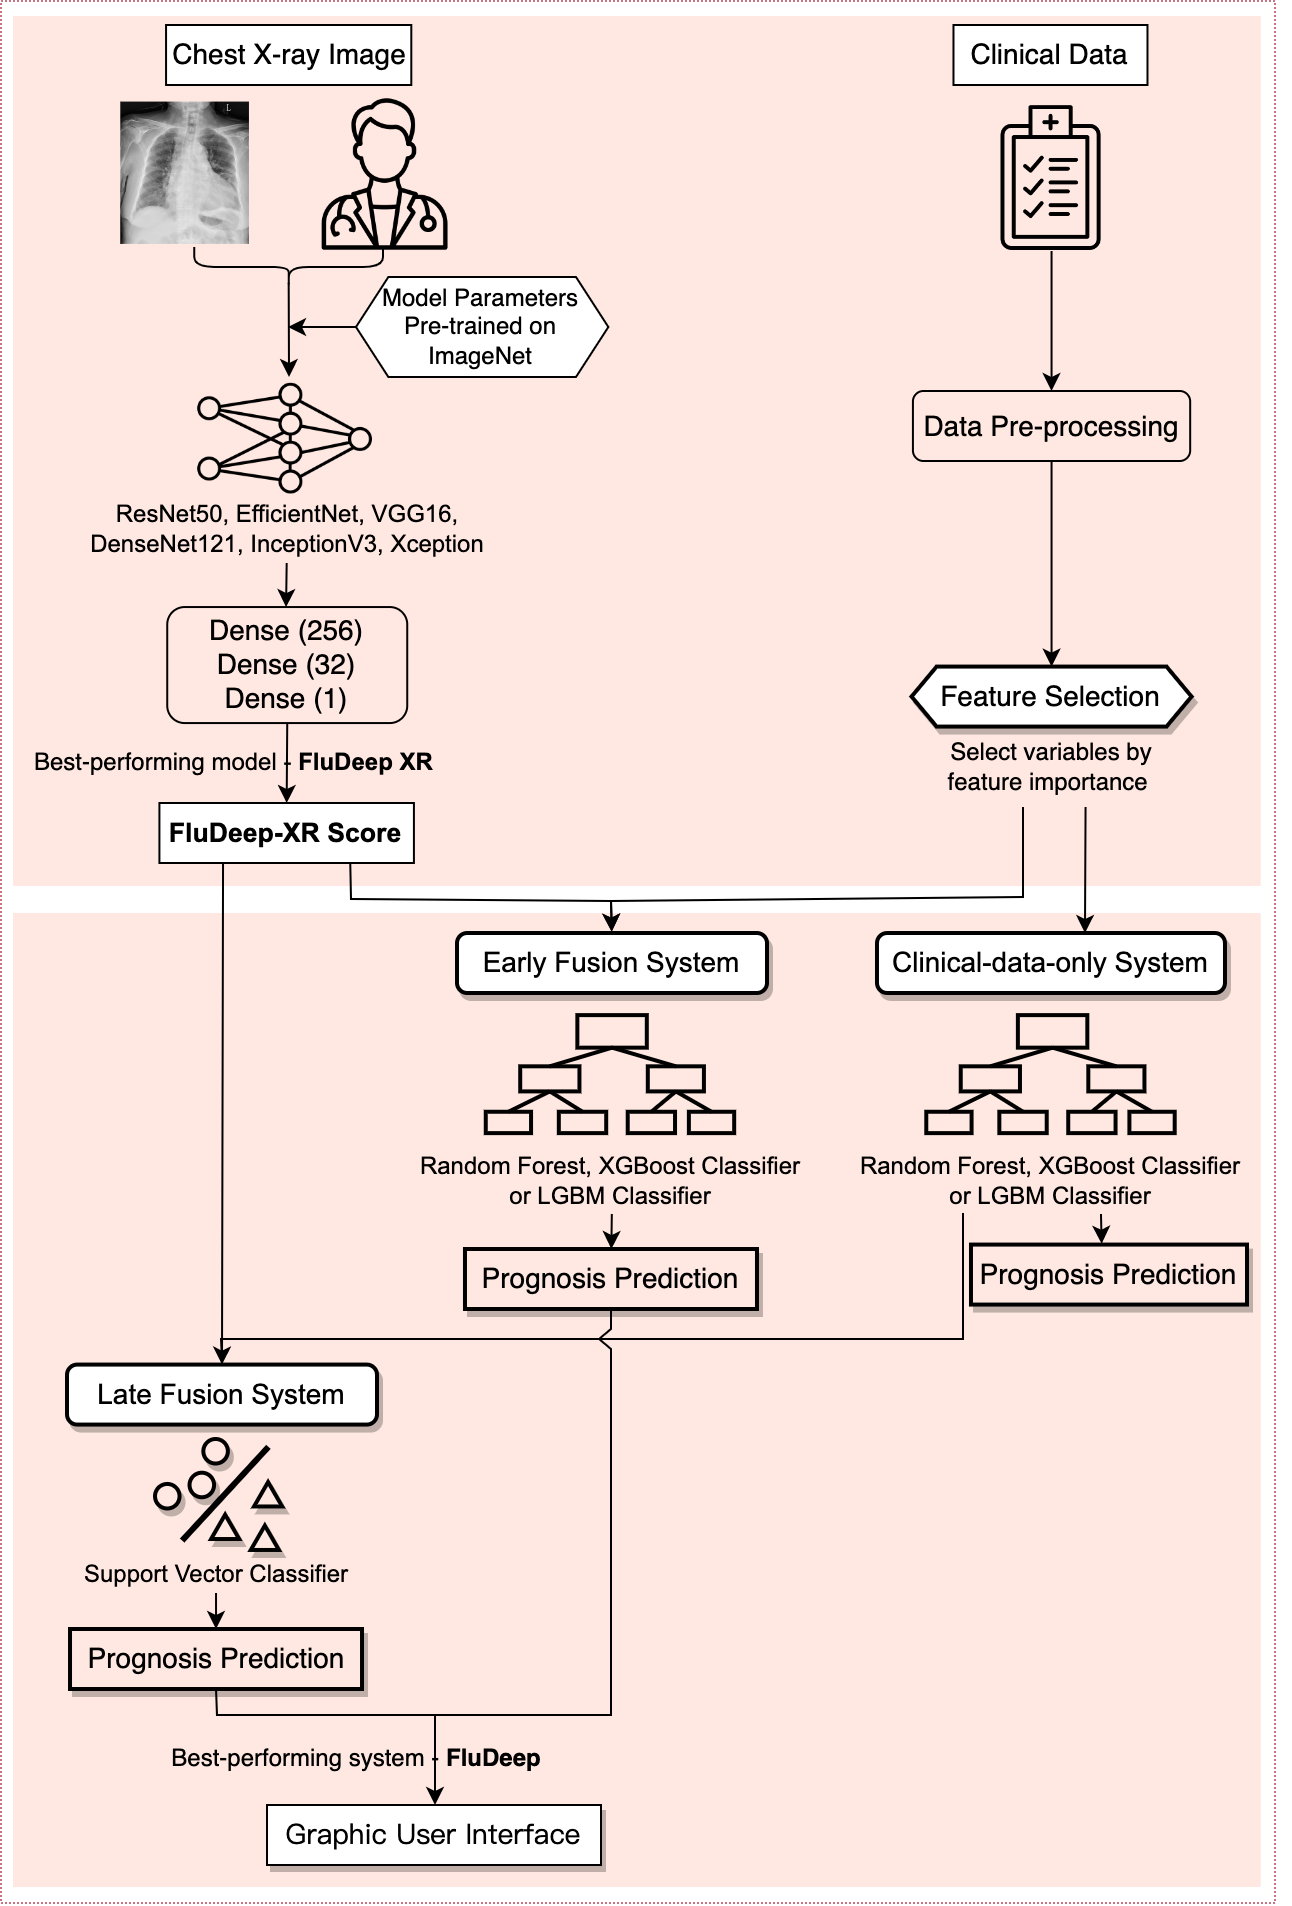 Chest X-ray Image
Clinical Data
L
Model Parameters
Pre-trained on
ImageNet
Data Pre-processing
ResNet50, EfficientNet, VGG16,
DenseNet121, InceptionV3, Xception
Dense (256)
Dense (32)
Dense (1)
Feature Selection
Select variables by
feature importance
Best-performing model - FluDeep XR
FluDeep-XR Score
Early Fusion System
Clinical-data-only System
Random Forest, XGBoost Classifier
or LGBM Classifier
Random Forest, XGBoost Classifier
or LGBM Classifier
Prognosis Prediction
Prognosis Prediction
Late Fusion System
Support Vector Classifier
Prognosis Prediction
Best-performing system - FluDeep
Graphic User Interface